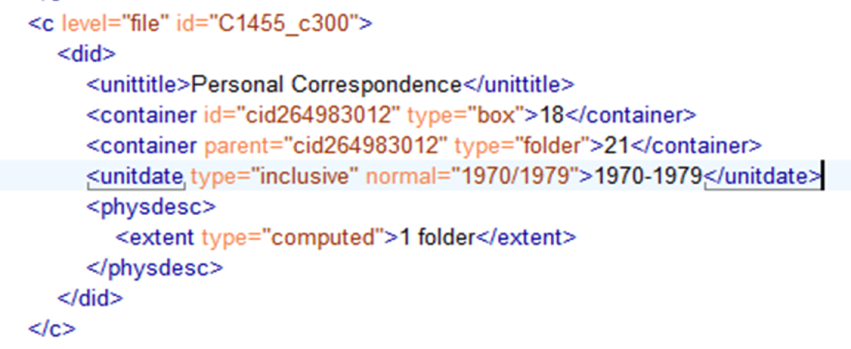 <c level="file" id="C1455_c300">
<did>
<unittitle>Personal Correspondence</unittitle>
<container id="cid264983012" type="box">18</container>
<container parent="cid264983012" type="folder">21</container>
<unitdate type="inclusive" normal="1970/1979">1970-1979</unitdate>
<physdesc>
<extent type="computed">1 folder</extent>
</physdesc>
</did>
</c>